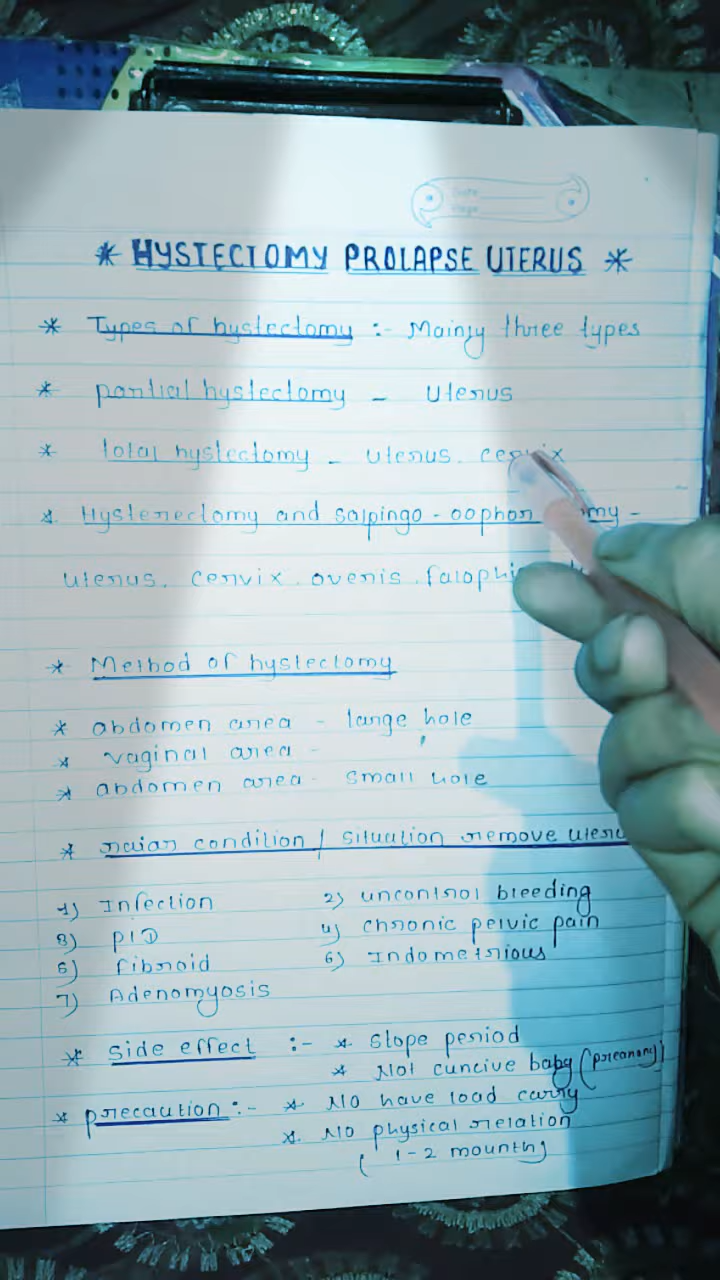 * HYSTECTOMY PROLAPSE UTERUS *
* Types of hystectomy :- Mainly three types
* partial hystectomy - Uterus
* total hystectomy - Uterus. cervix
* Hysterectomy and salpingo-oophor my -
Uterus. cervix. overis. falophi
* Method of hystectomy
* abdomen area - large hole
* vaginal area -
* abdomen area - small hole
* condition / situation remove uteru
1) Infection 2) uncontrol bleeding
3) PID 4) chronic pelvic pain
5) fibroid 6) Indometrious
7) Adenomyosis
* side effect :- * slope period
* Not cuncive baby
* precaution :- * NO have load carry
* NO physical relation
( 1-2 mounth)